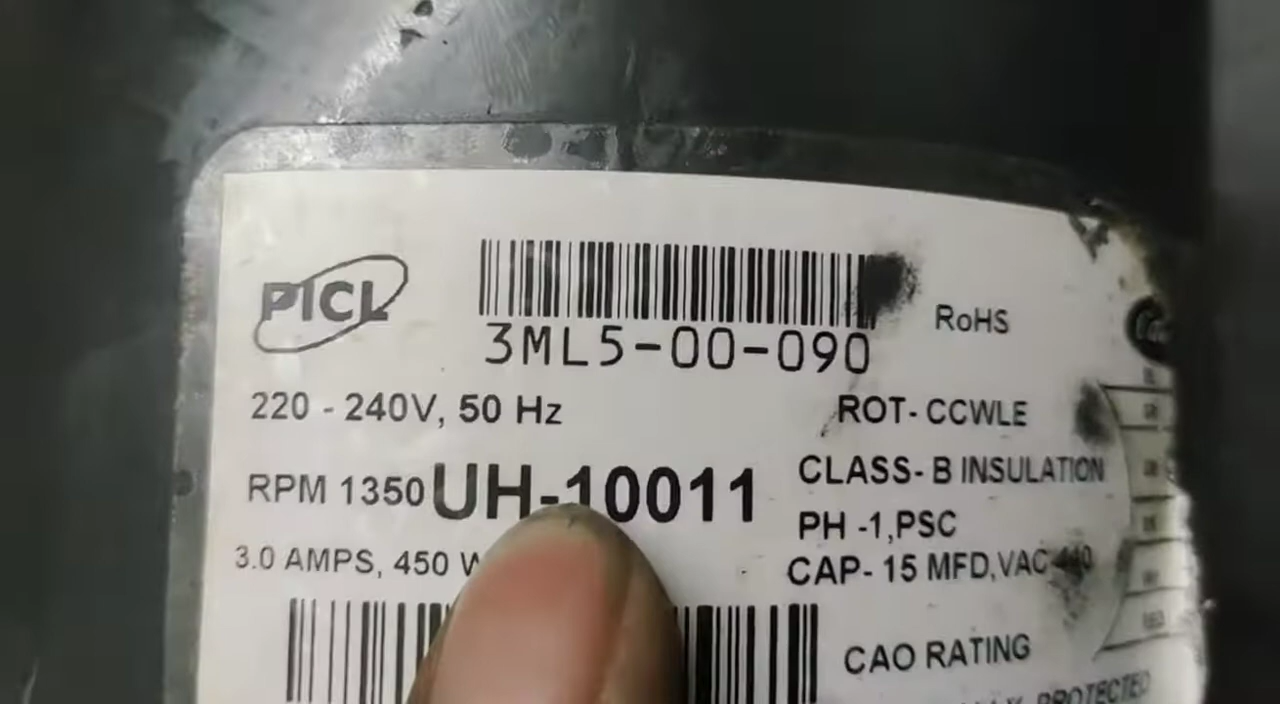 PICL
3ML5-00-090
RoHS
220 - 240V, 50 Hz
ROT- CCWLE
RPM 1350 UH-10011
CLASS- B INSULATION
PH -1,PSC
3.0 AMPS, 450
CAP- 15 MFD,VAC 440
CAO RATING
PROTECTED